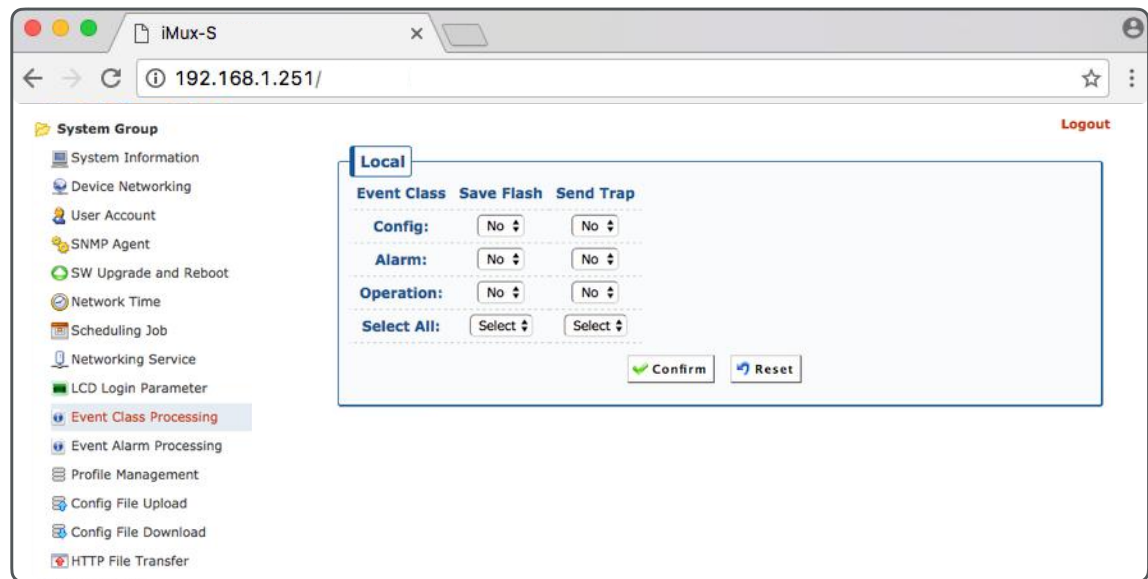 iMux-S
192.168.1.251/
System Group
System Information
Device Networking
User Account
SNMP Agent
SW Upgrade and Reboot
Network Time
Scheduling Job
Networking Service
LCD Login Parameter
Event Class Processing
Event Alarm Processing
Profile Management
Config File Upload
Config File Download
HTTP File Transfer
Logout
Local
Event Class Save Flash Send Trap
Config: No No
Alarm: No No
Operation: No No
Select All: Select Select
Confirm Reset